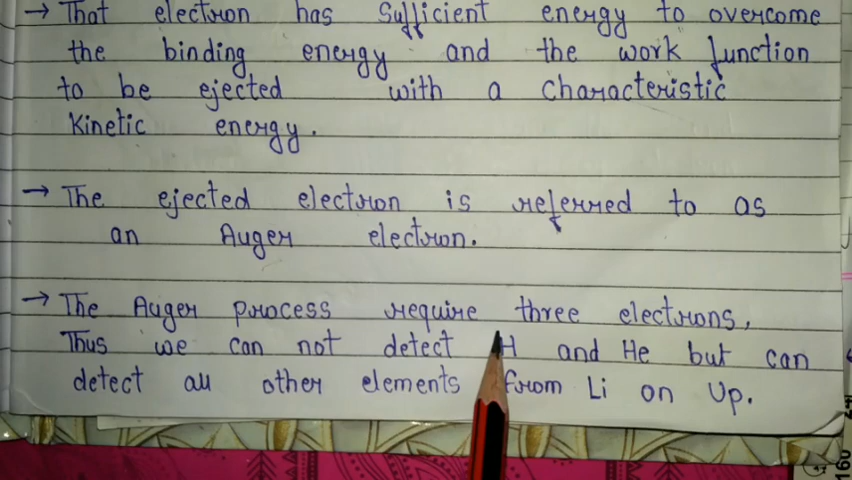 → That electron has Sufficient energy to overcome
the binding energy and the work function
to be ejected with a characteristic
Kinetic energy.
→ The ejected electron is referred to as
an Auger electron.
→ The Auger process require three electrons,
Thus we can not detect H and He but can
detect all other elements from Li on Up.